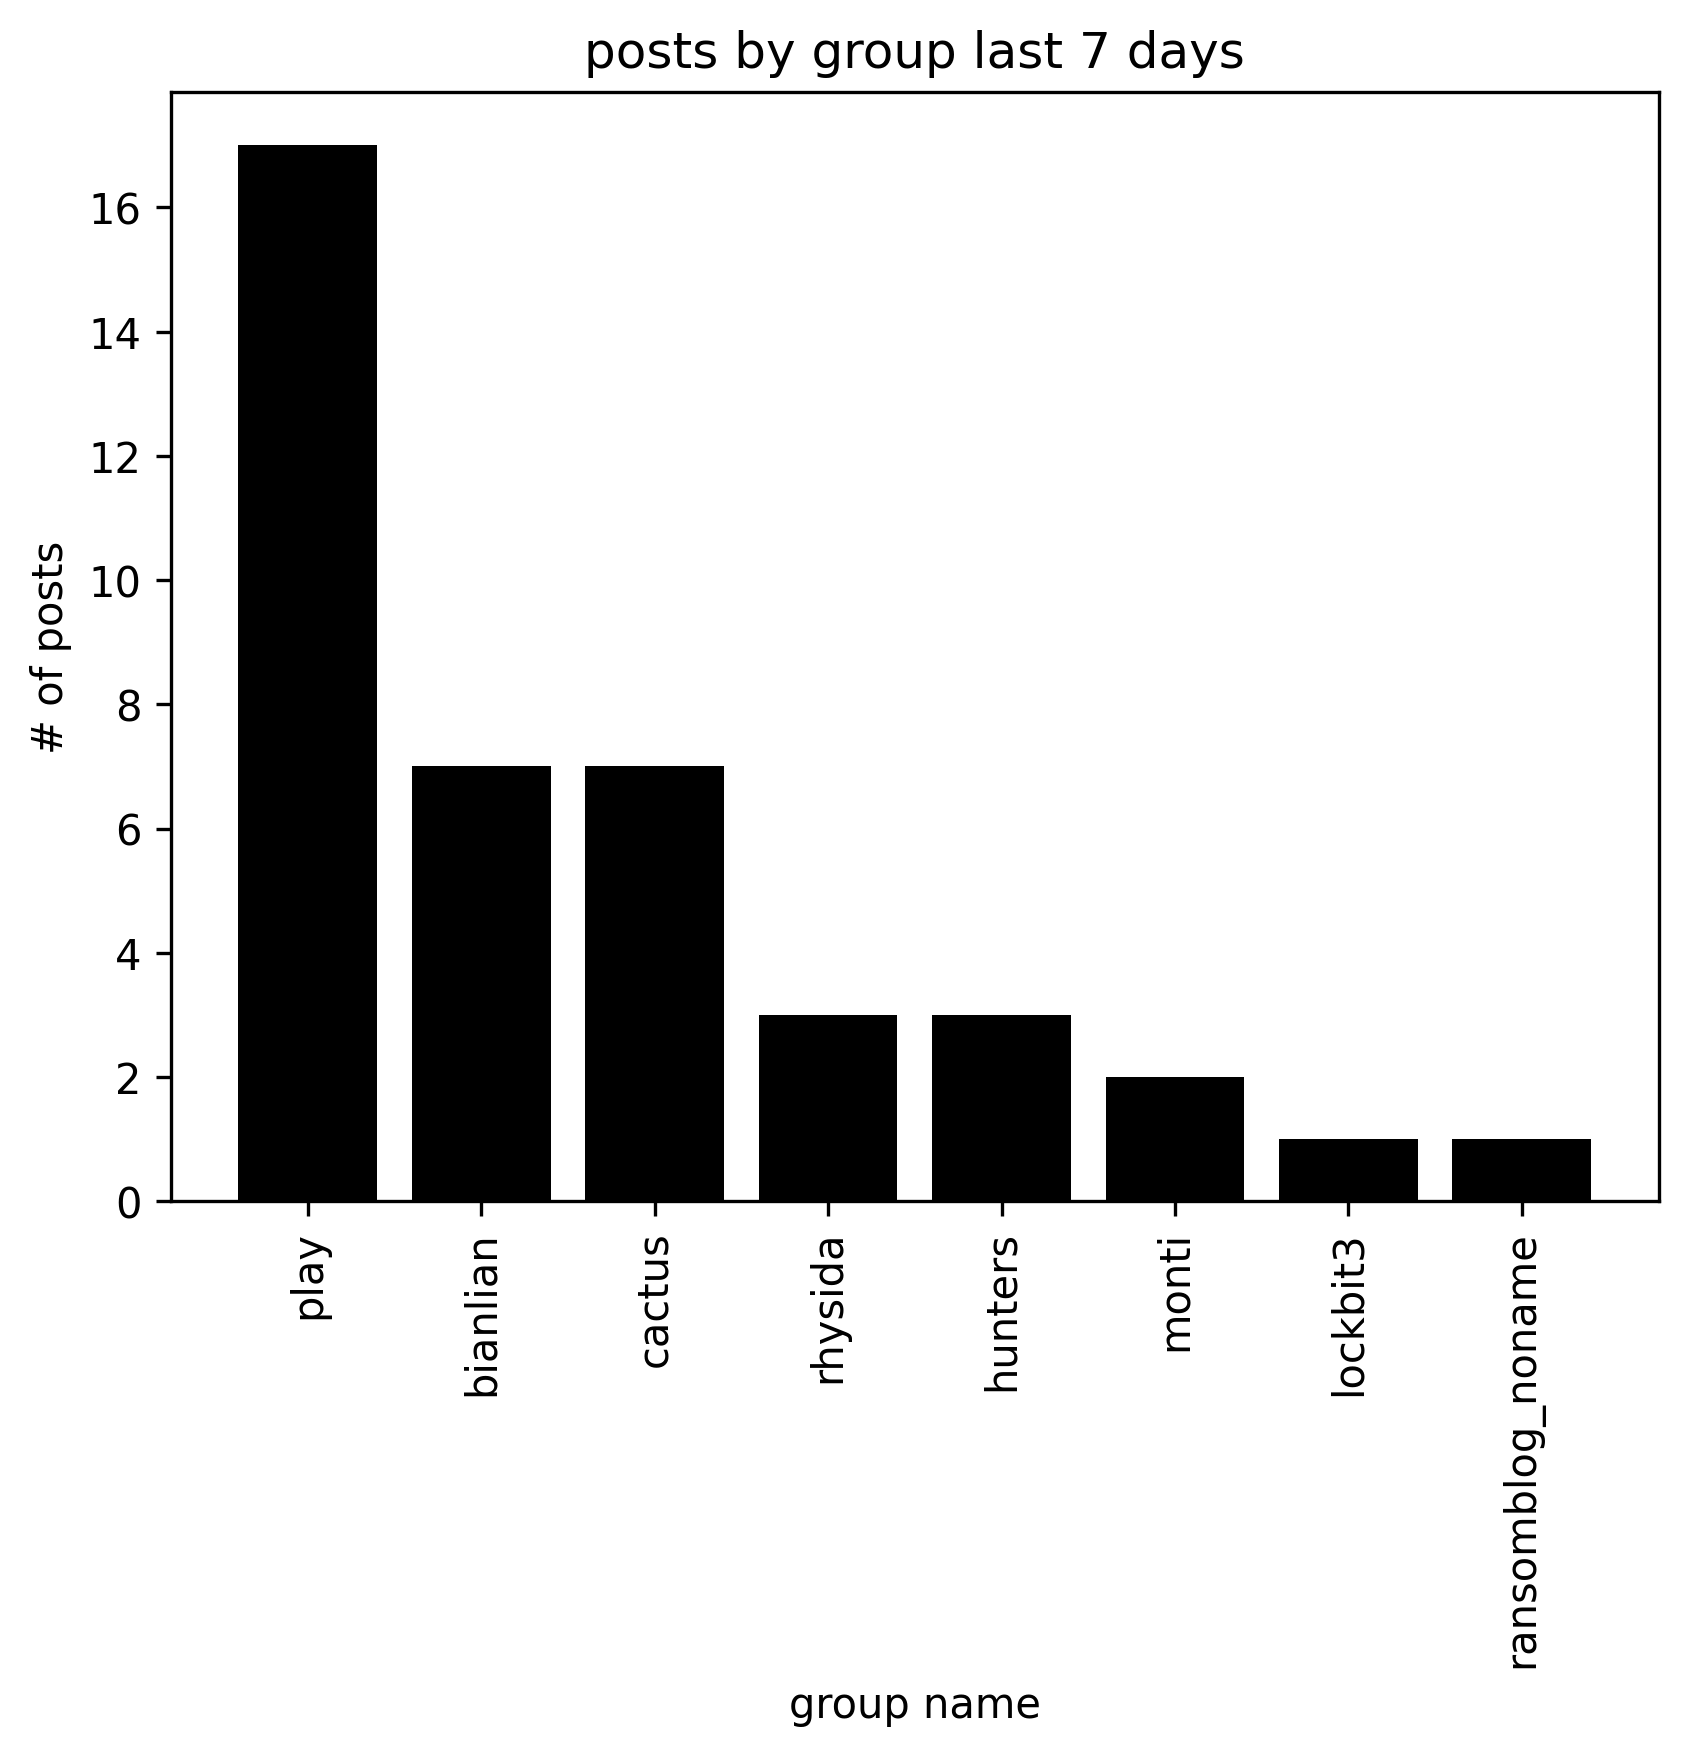 posts by group last 7 days
# of posts
16
14
12
10
8
6
4
2
0
play
bianlian
cactus
rhysida
hunters
monti
lockbit3
ransomblog_noname
group name